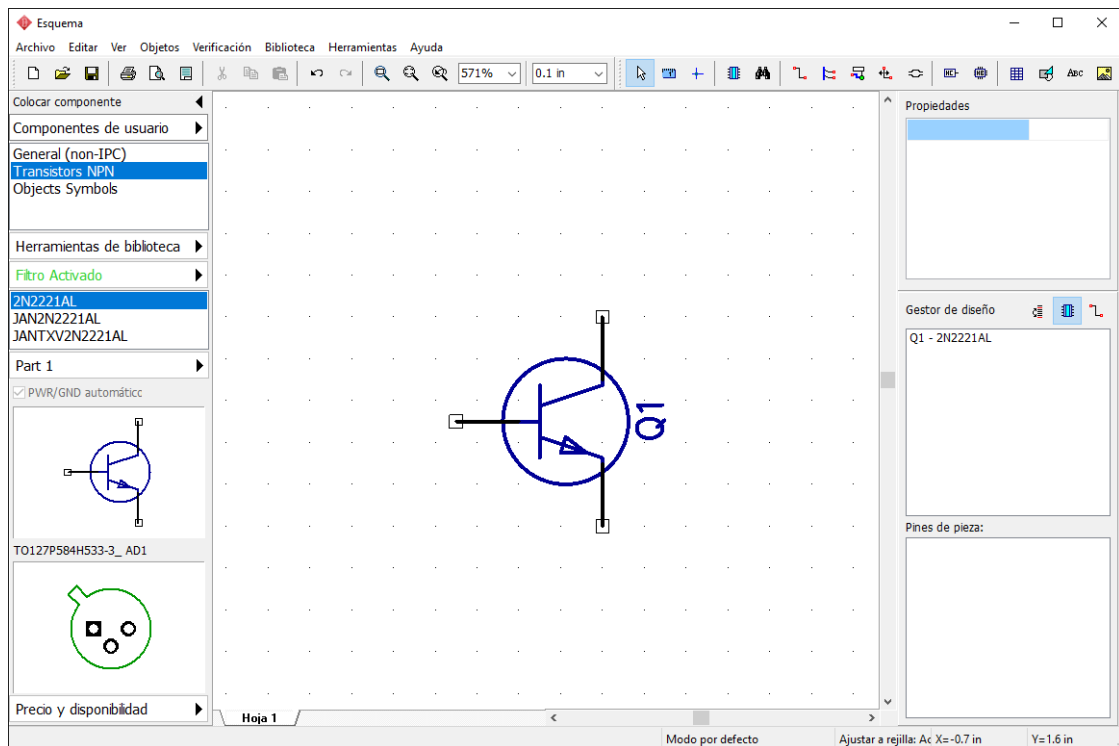 Esquema
Archivo Editar Ver Objetos Verificación Biblioteca Herramientas Ayuda
571% 0.1 in
ABC
Colocar componente
Componentes de usuario
General (non-IPC)
Transistors NPN
Objects Symbols
Herramientas de biblioteca
Filtro Activado
2N2221AL
JAN2N2221AL
JANTXV2N2221AL
Part 1
PWR/GND automáticc
TO127P584H533-3_ AD1
Precio y disponibilidad
Q1
Hoja 1
Propiedades
Gestor de diseño
Q1 - 2N2221AL
Pines de pieza:
Modo por defecto Ajustar a rejilla: Ac X=-0.7 in Y=1.6 in